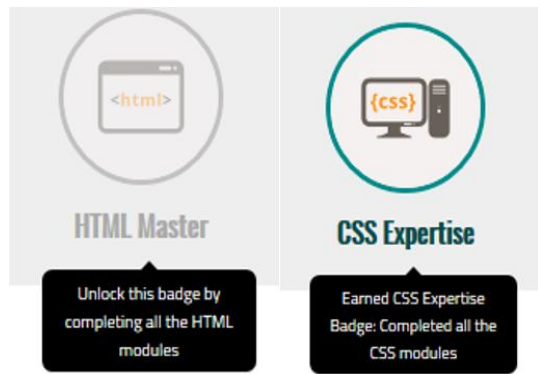 <html>
HTML Master
Unlock this badge by
completing all the HTML
modules
{css}
CSS Expertise
Earned CSS Expertise
Badge: Completed all the
CSS modules